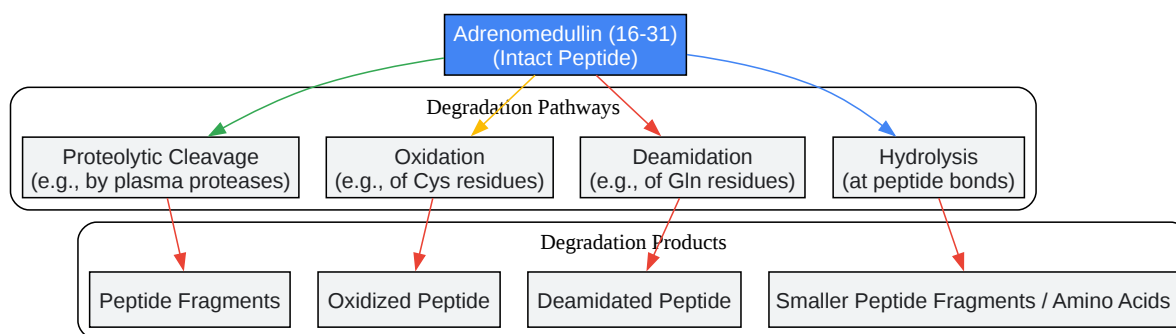 Adrenomedullin (16-31)
(Intact Peptide)
Degradation Pathways
Proteolytic Cleavage
(e.g., by plasma proteases)
Oxidation
(e.g., of Cys residues)
Deamidation
(e.g., of Gln residues)
Hydrolysis
(at peptide bonds)
Degradation Products
Peptide Fragments
Oxidized Peptide
Deamidated Peptide
Smaller Peptide Fragments / Amino Acids